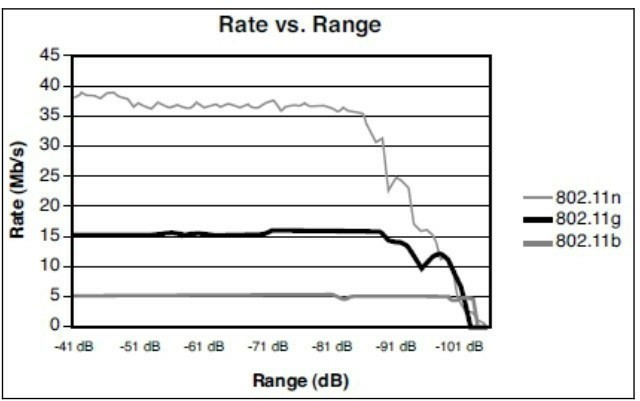 Rate vs. Range
45
40
35
30
25
20
15
10
5
0
Rate (Mb/s)
-41 dB -51 dB -61 dB -71 dB -81 dB -91 dB -101 dB
Range (dB)
802.11n
802.11g
802.11b